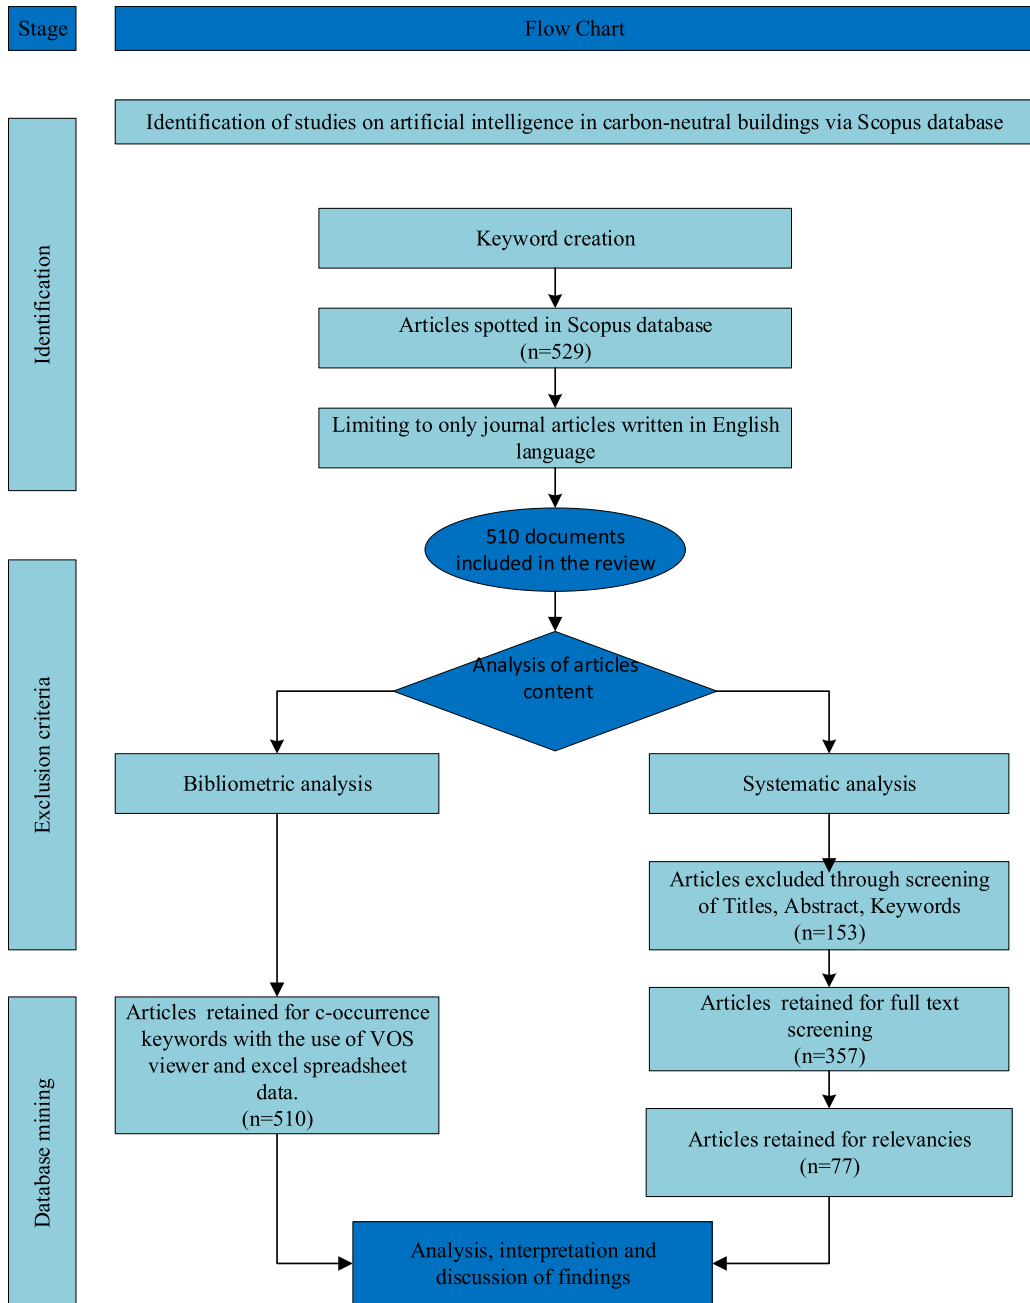 Stage
Flow Chart
Identification of studies on artificial intelligence in carbon-neutral buildings via Scopus database
Identification
Keyword creation
Articles spotted in Scopus database
(n=529)
Limiting to only journal articles written in English
language
510 documents
included in the review
Exclusion criteria
Analysis of articles
content
Bibliometric analysis
Systematic analysis
Articles excluded through screening
of Titles, Abstract, Keywords
(n=153)
Database mining
Articles retained for c-occurrence
keywords with the use of VOS
viewer and excel spreadsheet
data.
(n=510)
Articles retained for full text
screening
(n=357)
Articles retained for relevancies
(n=77)
Analysis, interpretation and
discussion of findings